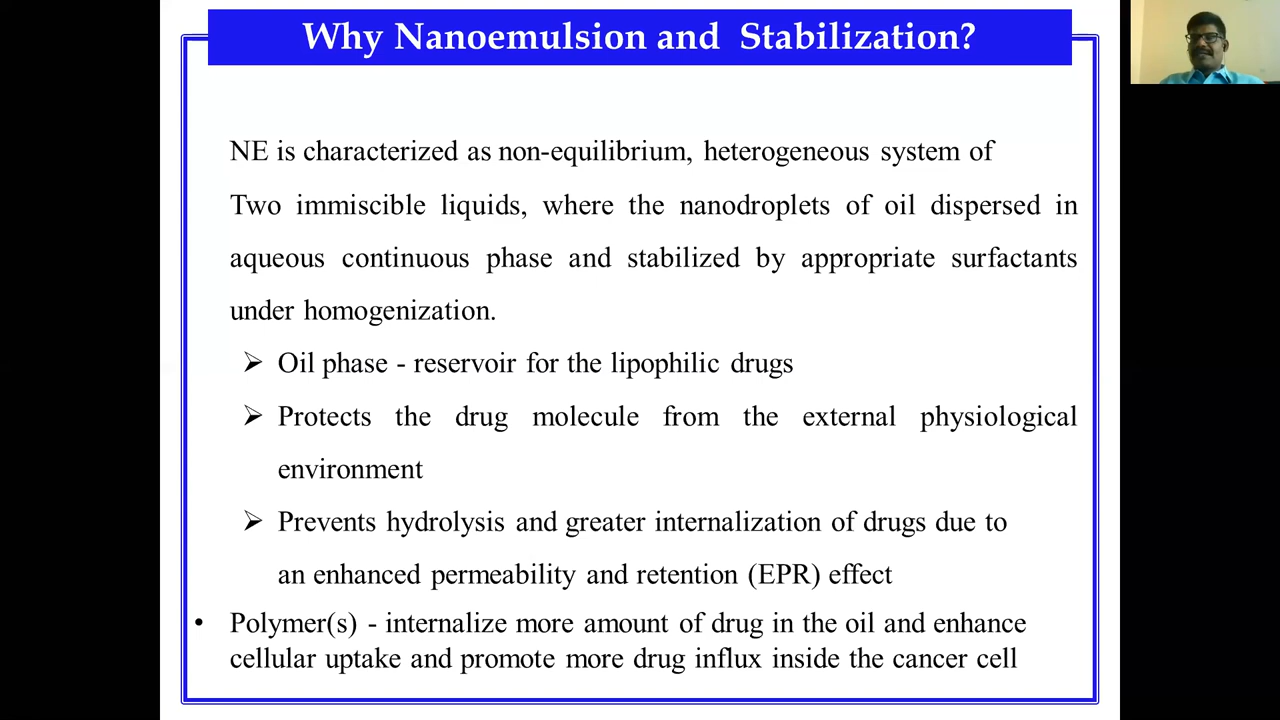 Why Nanoemulsion and Stabilization?
NE is characterized as non-equilibrium, heterogeneous system of
Two immiscible liquids, where the nanodroplets of oil dispersed in
aqueous continuous phase and stabilized by appropriate surfactants
under homogenization.
➢ Oil phase - reservoir for the lipophilic drugs
➢ Protects the drug molecule from the external physiological
environment
➢ Prevents hydrolysis and greater internalization of drugs due to
an enhanced permeability and retention (EPR) effect
• Polymer(s) - internalize more amount of drug in the oil and enhance
cellular uptake and promote more drug influx inside the cancer cell